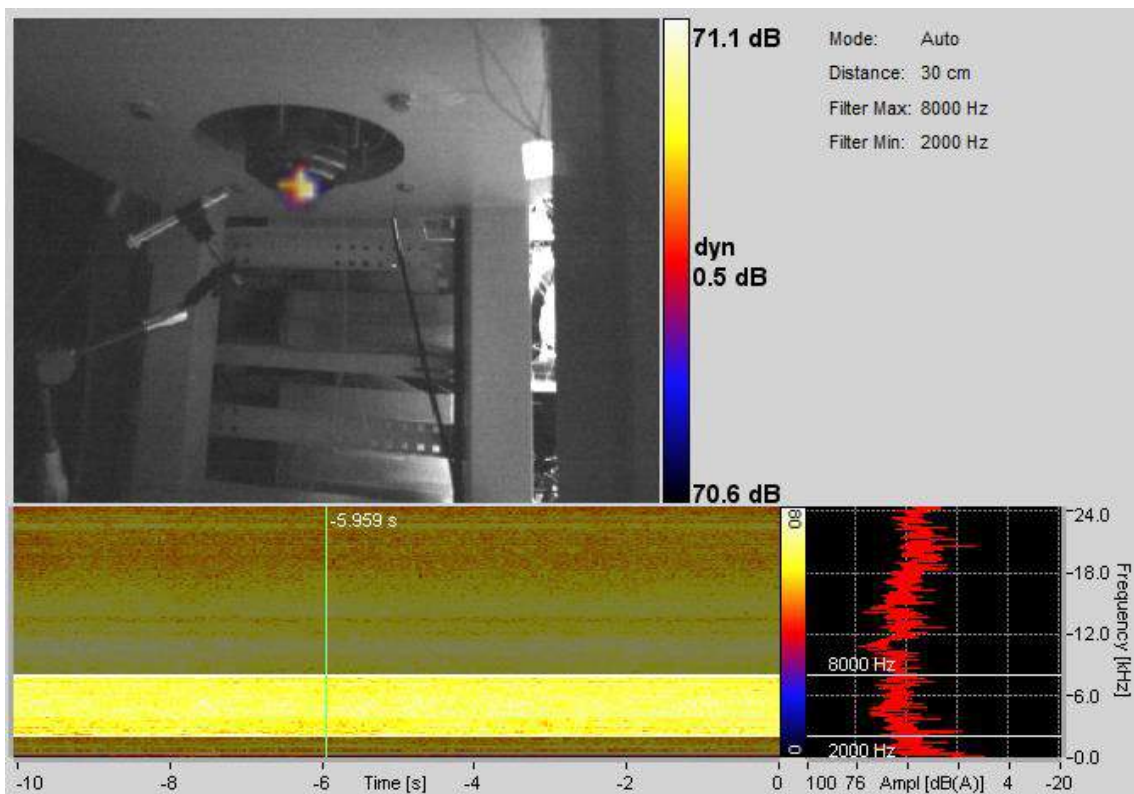 71.1 dB
Mode: Auto
Distance: 30 cm
Filter Max: 8000 Hz
Filter Min: 2000 Hz
dyn
0.5 dB
70.6 dB
-5.959 s
80
0
8000 Hz
2000 Hz
24.0
18.0
12.0
6.0
0.0
Frequency [kHz]
-10 -8 -6 Time [s] -4 -2 0
100 76 Ampl [dB(A)] 4 -20